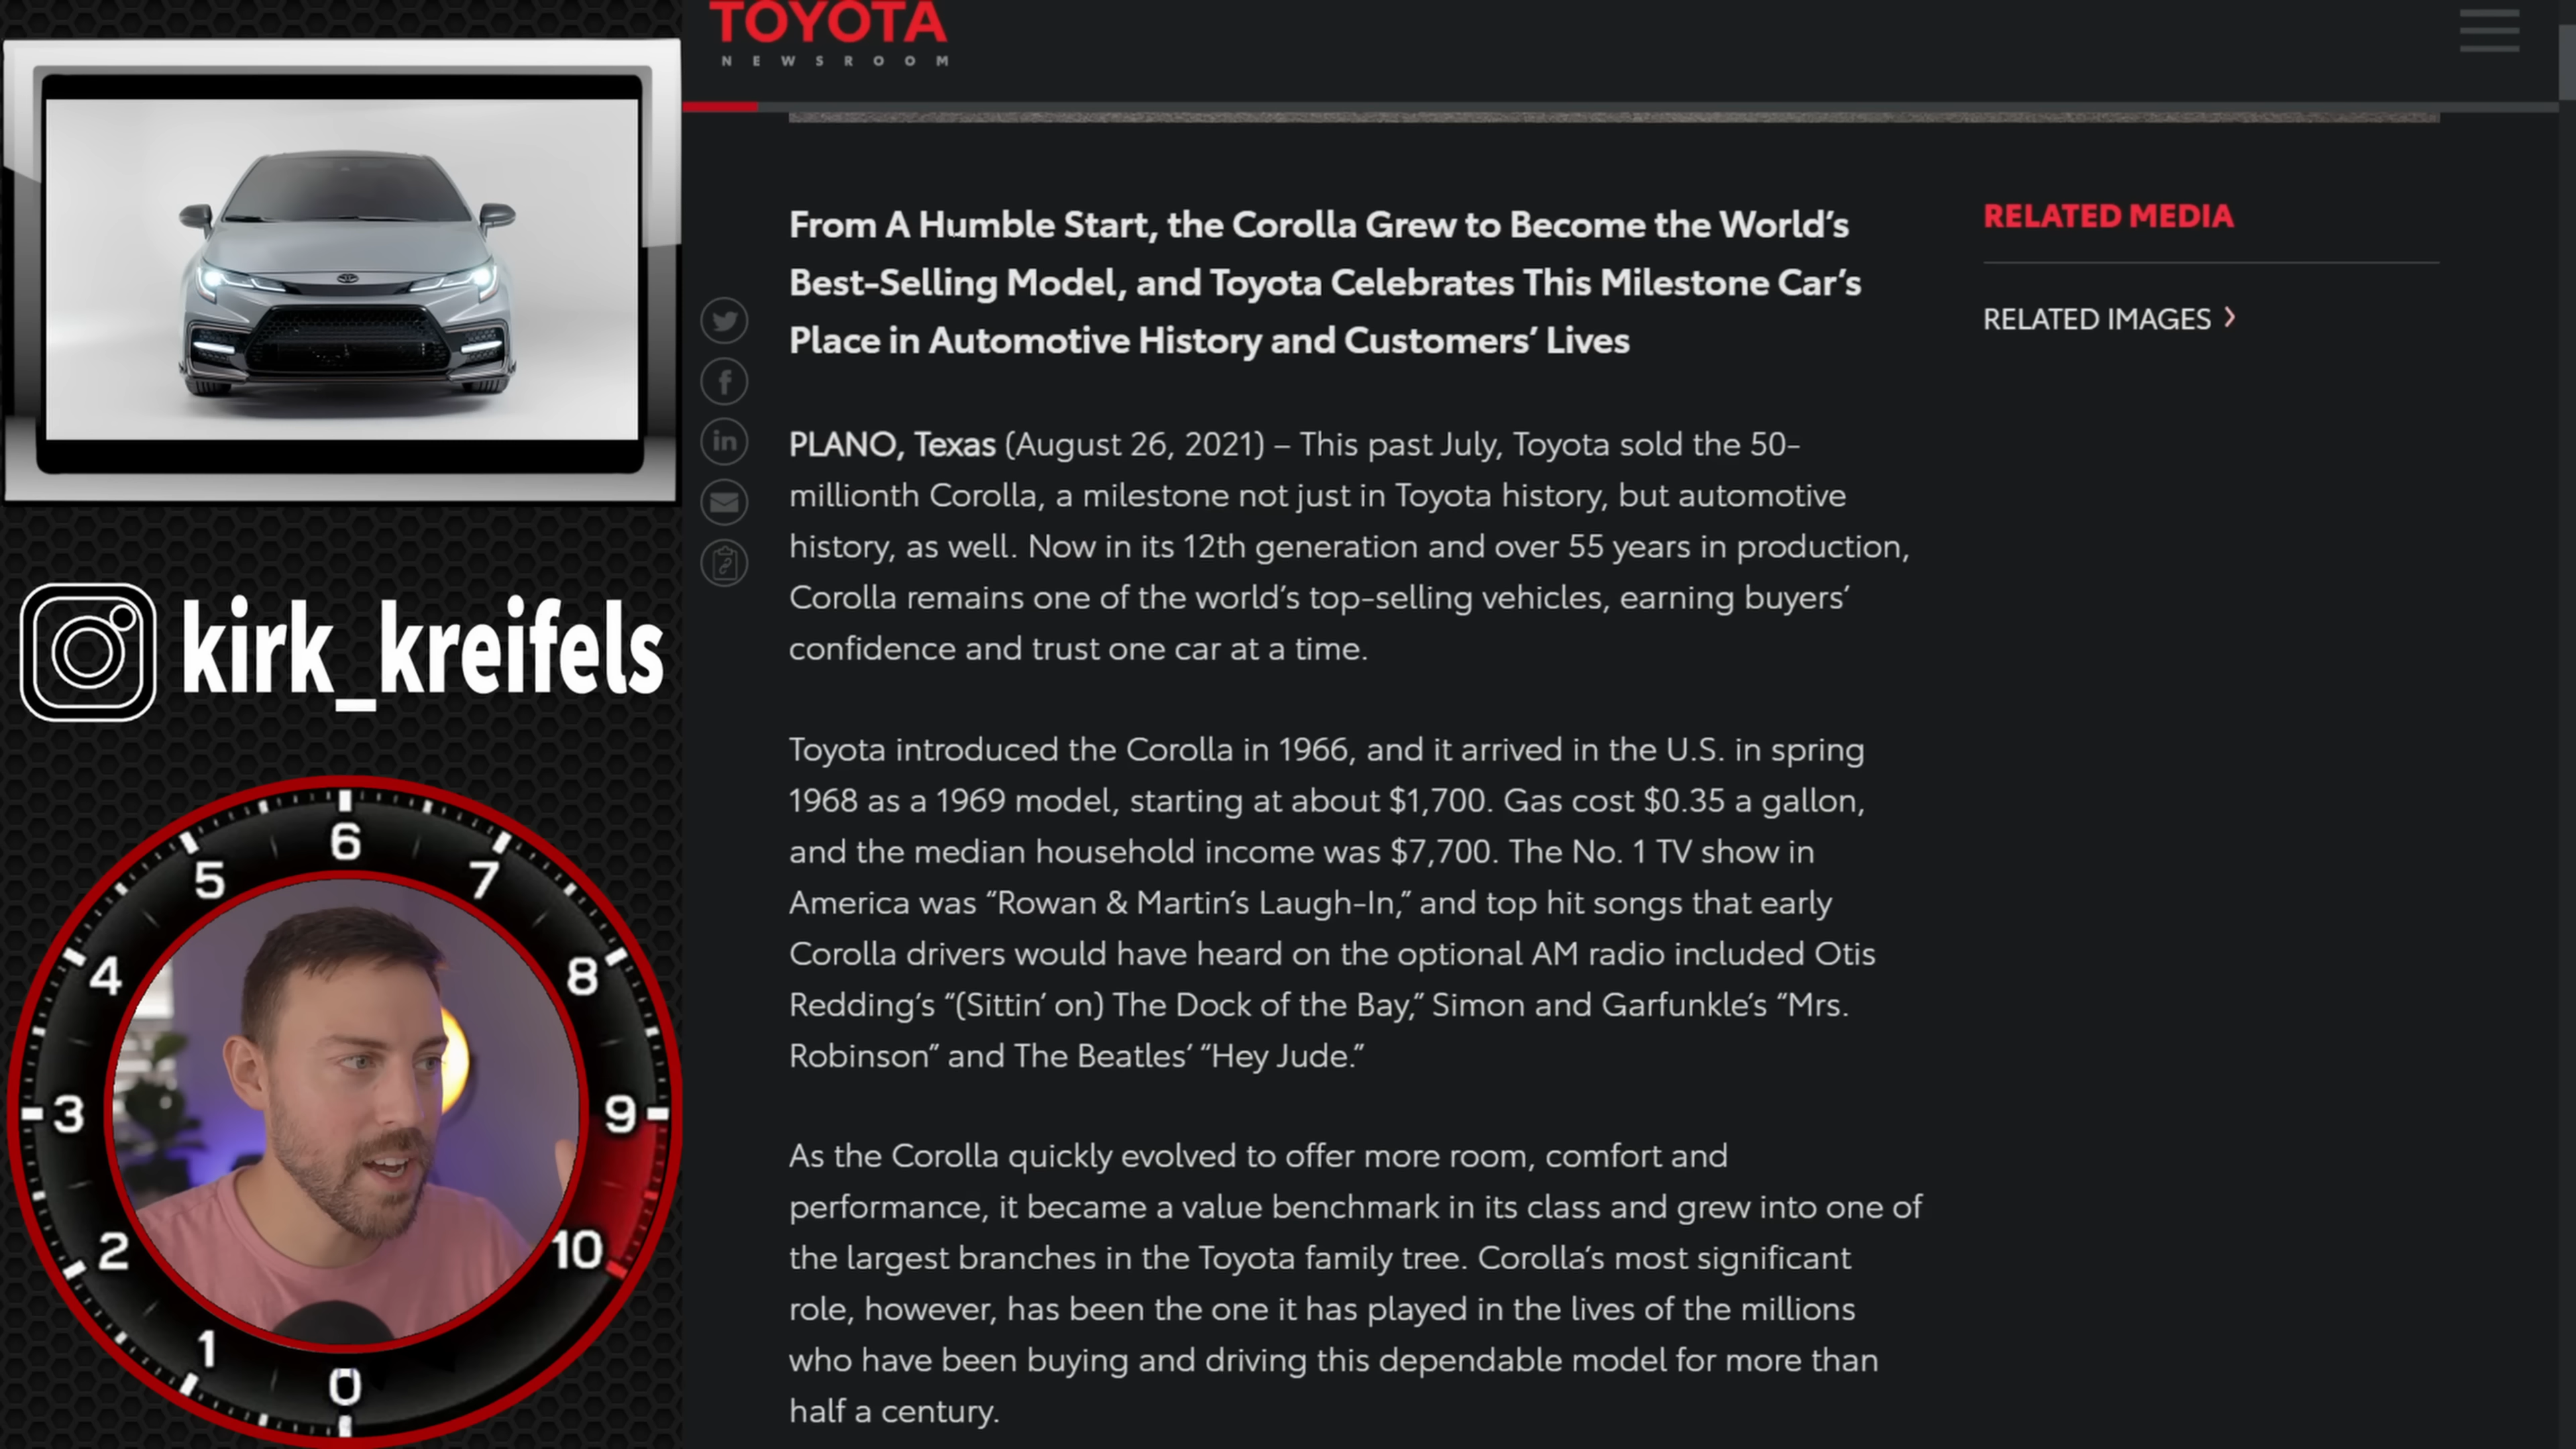 TOYOTA
NEWSROOM
From A Humble Start, the Corolla Grew to Become the World's
Best-Selling Model, and Toyota Celebrates This Milestone Car's
Place in Automotive History and Customers' Lives
RELATED MEDIA
RELATED IMAGES
PLANO, Texas (August 26, 2021) – This past July, Toyota sold the 50-
millionth Corolla, a milestone not just in Toyota history, but automotive
history, as well. Now in its 12th generation and over 55 years in production,
Corolla remains one of the world's top-selling vehicles, earning buyers'
confidence and trust one car at a time.
Toyota introduced the Corolla in 1966, and it arrived in the U.S. in spring
1968 as a 1969 model, starting at about $1,700. Gas cost $0.35 a gallon,
and the median household income was $7,700. The No. 1 TV show in
America was “Rowan & Martin's Laugh-In,” and top hit songs that early
Corolla drivers would have heard on the optional AM radio included Otis
Redding's “(Sittin' on) The Dock of the Bay,” Simon and Garfunkle's “Mrs.
Robinson” and The Beatles' “Hey Jude.”
As the Corolla quickly evolved to offer more room, comfort and
performance, it became a value benchmark in its class and grew into one of
the largest branches in the Toyota family tree. Corolla's most significant
role, however, has been the one it has played in the lives of the millions
who have been buying and driving this dependable model for more than
half a century.
kirk_kreifels
0
1
2
3
4
5
6
7
8
9
10